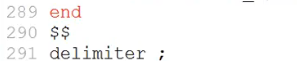 289 end
290 $$
291 delimiter ;